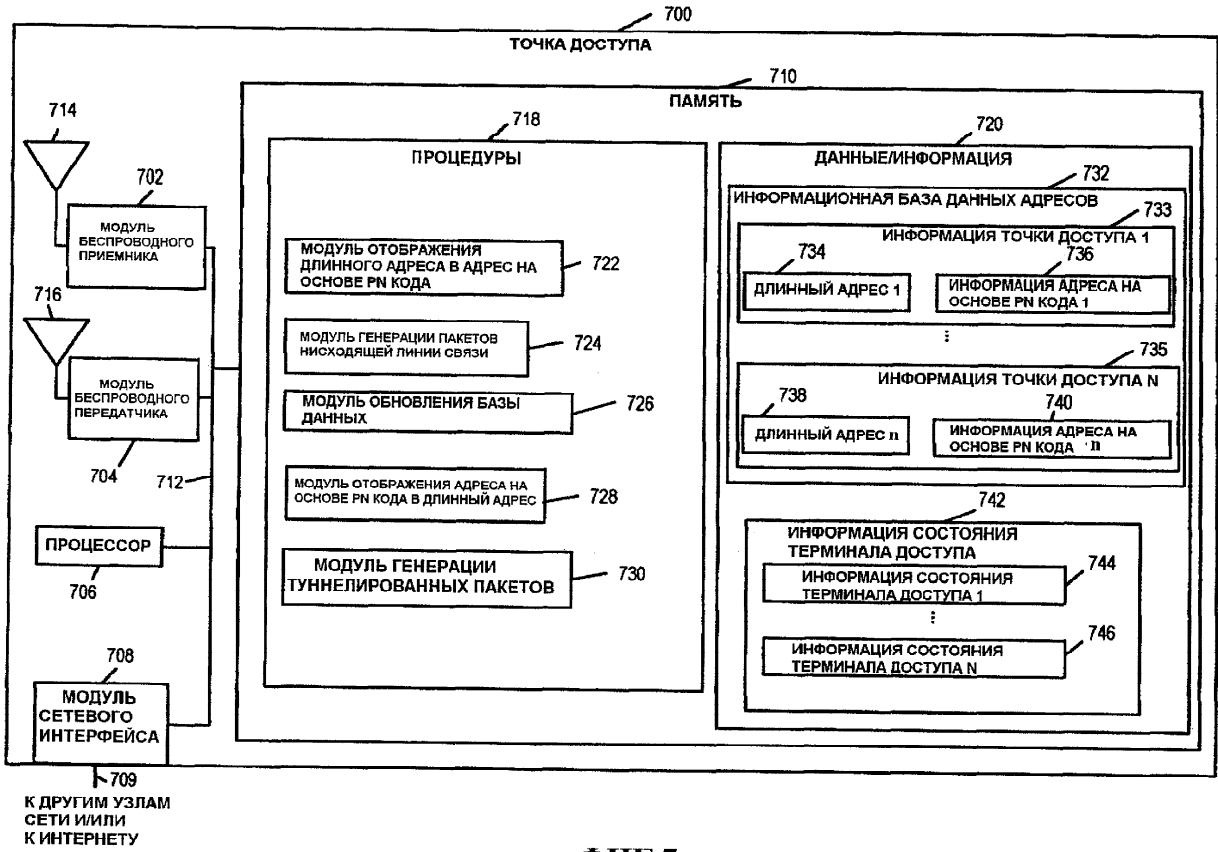 700
ТОЧКА ДОСТУПА
710
ПАМЯТЬ
714
702
МОДУЛЬ
БЕСПРОВОДНОГО
ПРИЕМНИКА
716
МОДУЛЬ
БЕСПРОВОДНОГО
ПЕРЕДАТЧИКА
704
712
ПРОЦЕССОР
706
708
МОДУЛЬ
СЕТЕВОГО
ИНТЕРФЕЙСА
709
К ДРУГИМ УЗЛАМ
СЕТИ И/ИЛИ
К ИНТЕРНЕТУ
718
ПРОЦЕДУРЫ
МОДУЛЬ ОТОБРАЖЕНИЯ
ДЛИННОГО АДРЕСА В АДРЕС НА
ОСНОВЕ PN КОДА
722
МОДУЛЬ ГЕНЕРАЦИИ ПАКЕТОВ
НИСХОДЯЩЕЙ ЛИНИИ СВЯЗИ
724
МОДУЛЬ ОБНОВЛЕНИЯ БАЗЫ
ДАННЫХ
726
МОДУЛЬ ОТОБРАЖЕНИЯ АДРЕСА НА
ОСНОВЕ PN КОДА В ДЛИННЫЙ АДРЕС
728
МОДУЛЬ ГЕНЕРАЦИИ
ТУННЕЛИРОВАННЫХ ПАКЕТОВ
730
720
ДАННЫЕ/ИНФОРМАЦИЯ
732
ИНФОРМАЦИОННАЯ БАЗА ДАННЫХ АДРЕСОВ
733
ИНФОРМАЦИЯ ТОЧКИ ДОСТУПА 1
734
ДЛИННЫЙ АДРЕС 1
736
ИНФОРМАЦИЯ АДРЕСА НА
ОСНОВЕ PN КОДА 1
...
735
ИНФОРМАЦИЯ ТОЧКИ ДОСТУПА N
738
ДЛИННЫЙ АДРЕС n
740
ИНФОРМАЦИЯ АДРЕСА НА
ОСНОВЕ PN КОДА n
742
ИНФОРМАЦИЯ СОСТОЯНИЯ
ТЕРМИНАЛА ДОСТУПА
744
ИНФОРМАЦИЯ СОСТОЯНИЯ
ТЕРМИНАЛА ДОСТУПА 1
...
746
ИНФОРМАЦИЯ СОСТОЯНИЯ
ТЕРМИНАЛА ДОСТУПА N